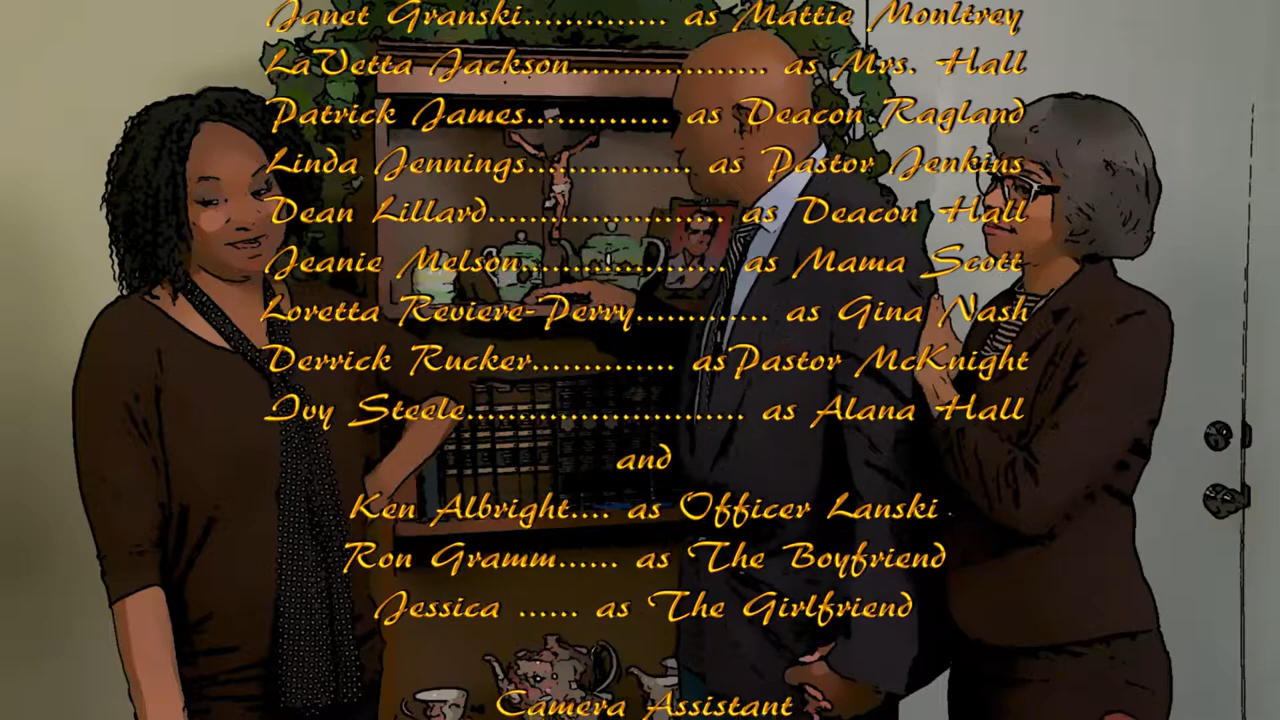 Janet Granski.............. as Mattie Moultrey
LaVetta Jackson.................... as Mrs. Hall
Patrick James.............. as Deacon Ragland
Linda Jennings................. as Pastor Jenkins
Dean Lillard........................ as Deacon Hall
Jeanie Melson..................... as Mama Scott
Loretta Reviere-Perry............. as Gina Nash
Derrick Rucker.............. asPastor McKnight
Ivy Steele............................ as Alana Hall
and
Ken Albright.... as Officer Lanski
Ron Gramm...... as The Boyfriend
Jessica ...... as The Girlfriend
Camera Assistant